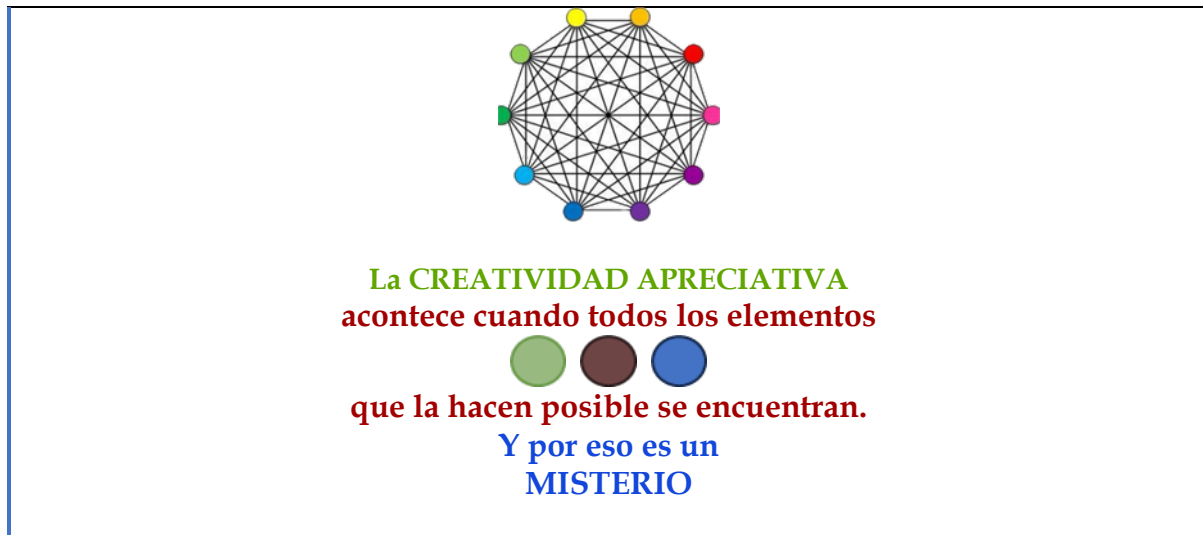 La CREATIVIDAD APRECIATIVA
acontece cuando todos los elementos
que la hacen posible se encuentran.
Y por eso es un
MISTERIO